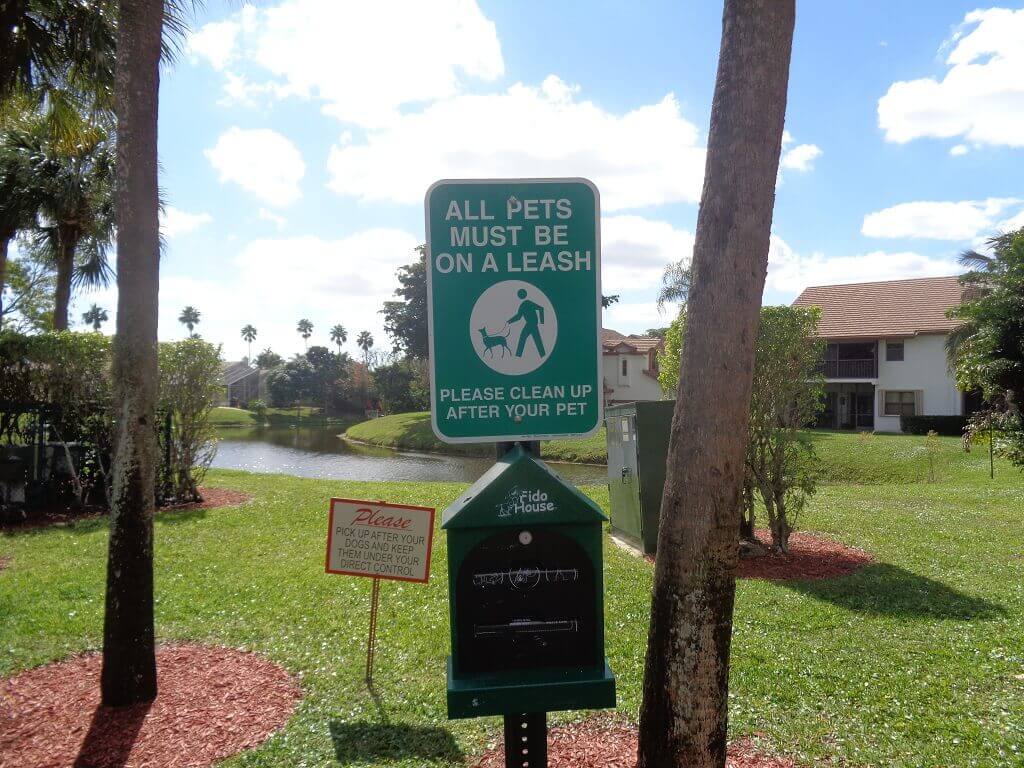 ALL PETS
MUST BE
ON A LEASH
PLEASE CLEAN UP
AFTER YOUR PET
Fido
House
Please
PICK UP AFTER YOUR
DOGS AND KEEP
THEM UNDER YOUR
DIRECT CONTROL